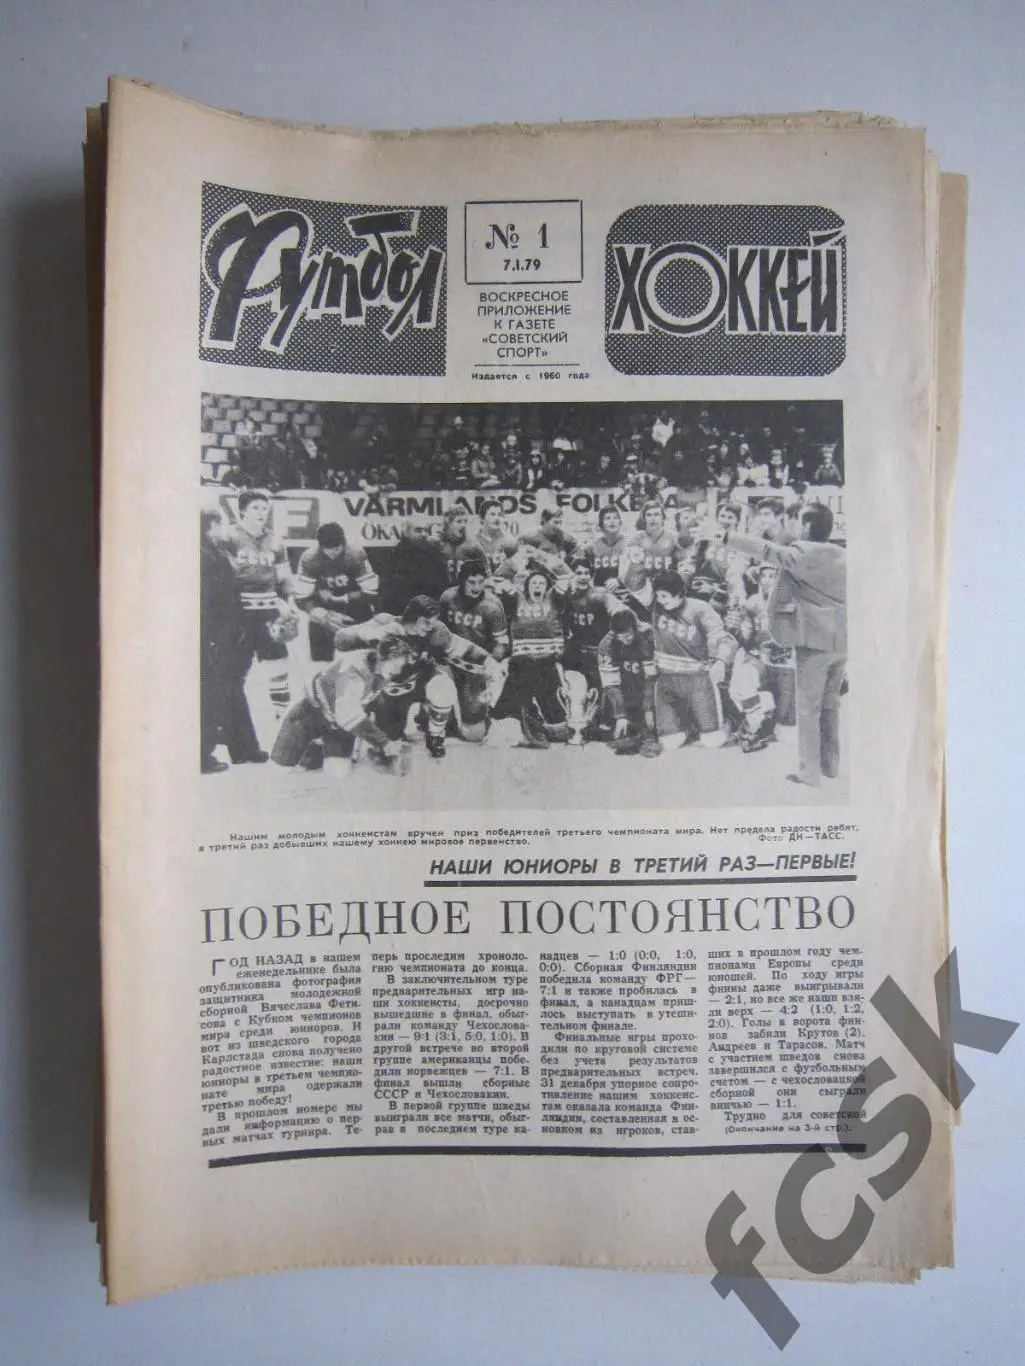 Футбол
№ 1
7.I.79
ВОСКРЕСНОЕ
ПРИЛОЖЕНИЕ
К ГАЗЕТЕ
«СОВЕТСКИЙ
СПОРТ»
Издается с 1960 года
ХОККЕЙ
VÄRMLANDS FOLKB
СССР
СССР
СССР
СССР
СССР
Нашим молодым хоккеистам вручен приз победителей третьего чемпионата мира. Нет предела радости ребят,
в третий раз добывших нашему хоккею мировое первенство.
Фото ДН—ТАСС.
НАШИ ЮНИОРЫ В ТРЕТИЙ РАЗ—ПЕРВЫЕ!
ПОБЕДНОЕ ПОСТОЯНСТВО
ГОД НАЗАД в нашем
еженедельнике была
опубликована фотография
защитника молодежной
сборной Вячеслава Фети-
сова с Кубком чемпионов
мира среди юниоров. И
вот из шведского города
Карлстада снова получено
радостное известие: наши
юниоры в третьем чемпио-
нате мира одержали
третью победу!
В прошлом номере мы
дали информацию о пер-
вых матчах турнира. Те-
перь проследим хроноло-
гию чемпионата до конца.
В заключительном туре
предварительных игр на-
ши хоккеисты, досрочно
вышедшие в финал, обыг-
рали команду Чехослова-
кии — 9:1 (3:1, 5:0, 1:0). В
другой встрече во второй
группе американцы побе-
дили норвежцев — 7:1. В
финал вышли сборные
СССР и Чехословакии.
В первой группе шведы
выиграли все матчи, обыг-
рав в последнем туре ка-
надцев — 1:0 (0:0, 1:0,
0:0). Сборная Финляндии
победила команду ФРГ—
7:1 и также пробилась в
финал, а канадцам приш-
лось выступать в утеши-
тельном финале.
Финальные игры прохо-
дили по круговой системе
без учета результатов
предварительных встреч.
31 декабря упорное сопро-
тивление нашим хоккеис-
там оказала команда Фин-
ляндии, составленная в ос-
новном из игроков, став-
ших в прошлом году чем-
пионами Европы среди
юношей. По ходу игры
финны даже выигрывали
— 2:1, но все же наши взя-
ли верх — 4:2 (1:0, 1:2,
2:0). Голы в ворота фин-
нов забили Крутов (2),
Андреев и Тарасов. Матч
с участием шведов снова
завершился с футбольным
счетом — с чехословацкой
сборной они сыграли
вничью — 1:1.
Трудно для советской
(Окончание на 3-й стр.).
fcsk